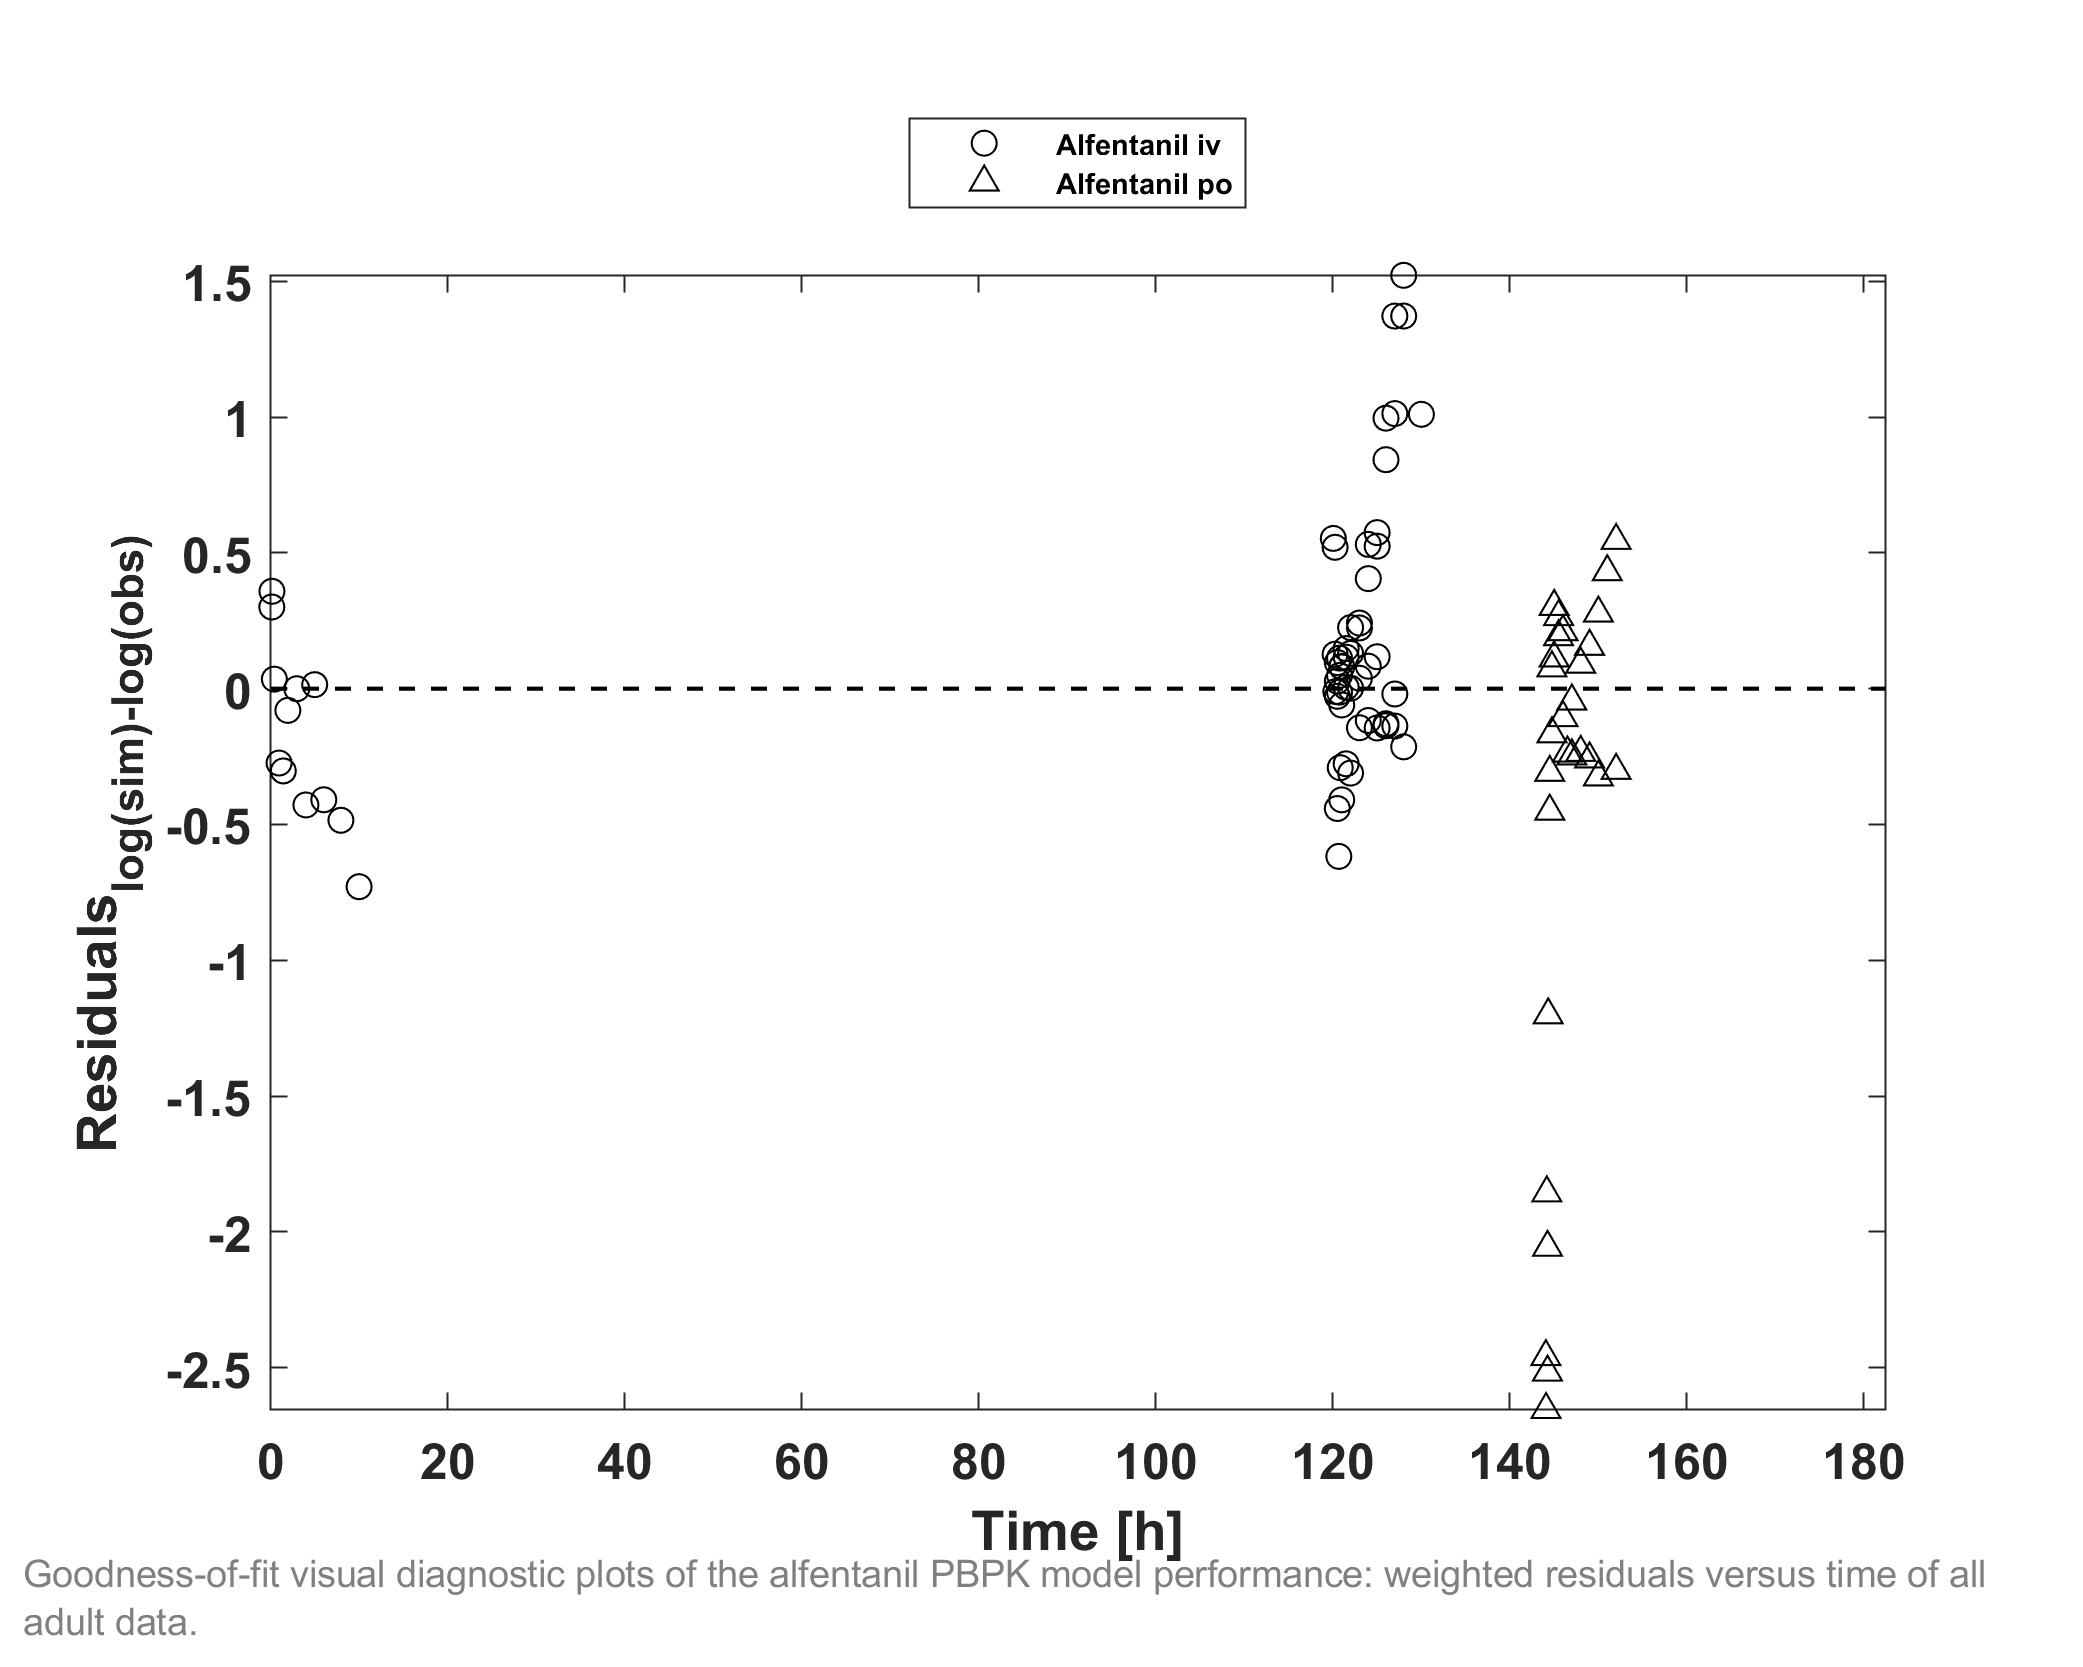 Alfentanil iv
Alfentanil po
1.5
1
0.5
0
-0.5
-1
-1.5
-2
-2.5
Residuals log(sim)-log(obs)
0 20 40 60 80 100 120 140 160 180
Time [h]
Goodness-of-fit visual diagnostic plots of the alfentanil PBPK model performance: weighted residuals versus time of all
adult data.